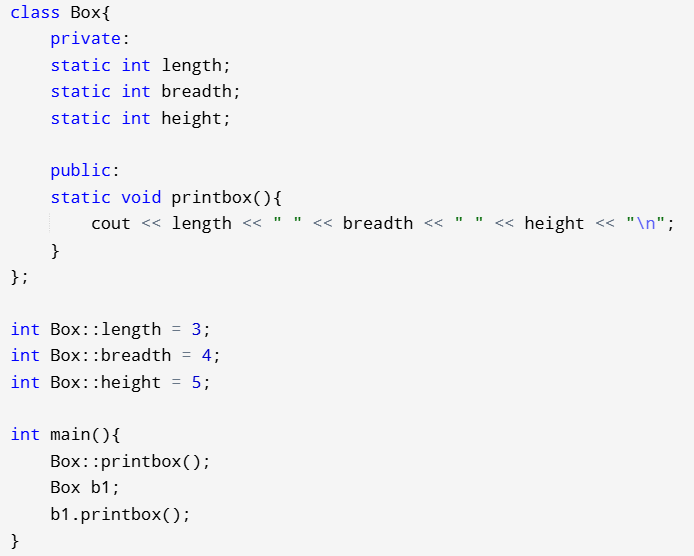 class Box{
    private:
    static int length;
    static int breadth;
    static int height;

    public:
    static void printbox(){
        cout << length << " " << breadth << " " << height << "\n";
    }
};

int Box::length = 3;
int Box::breadth = 4;
int Box::height = 5;

int main(){
    Box::printbox();
    Box b1;
    b1.printbox();
}